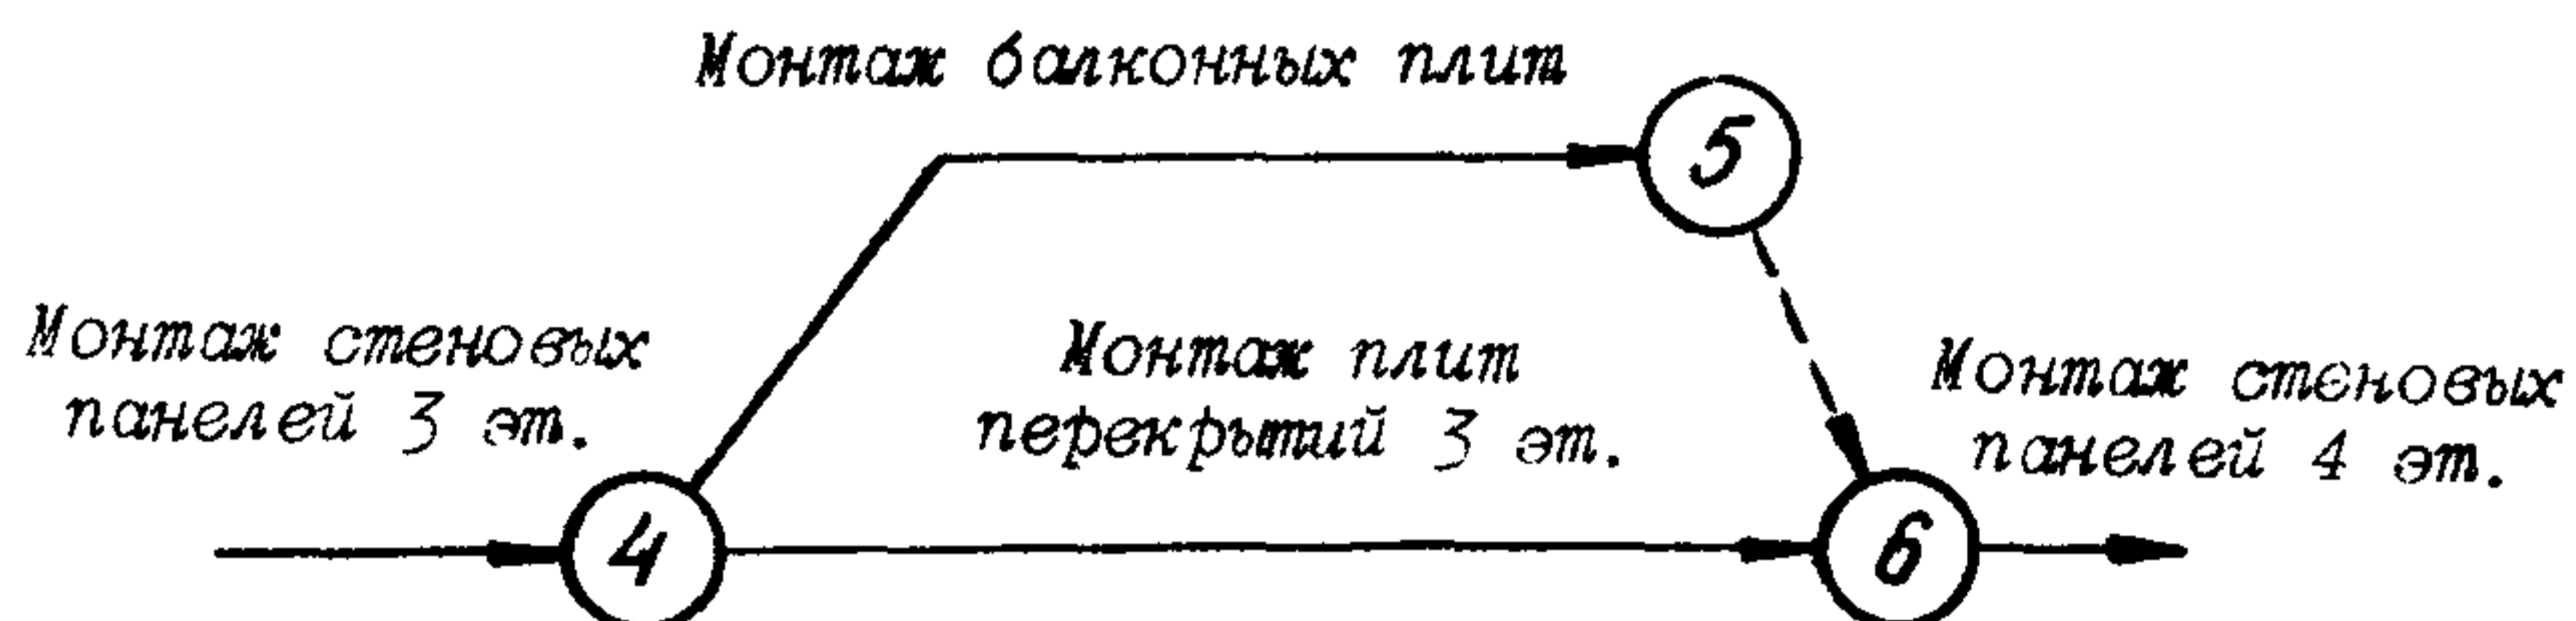 Монтаж балконных плит
5
Монтаж стеновых
панелей 3 эт.
Монтаж плит
перекрытий 3 эт.
Монтаж стеновых
панелей 4 эт.
4
6